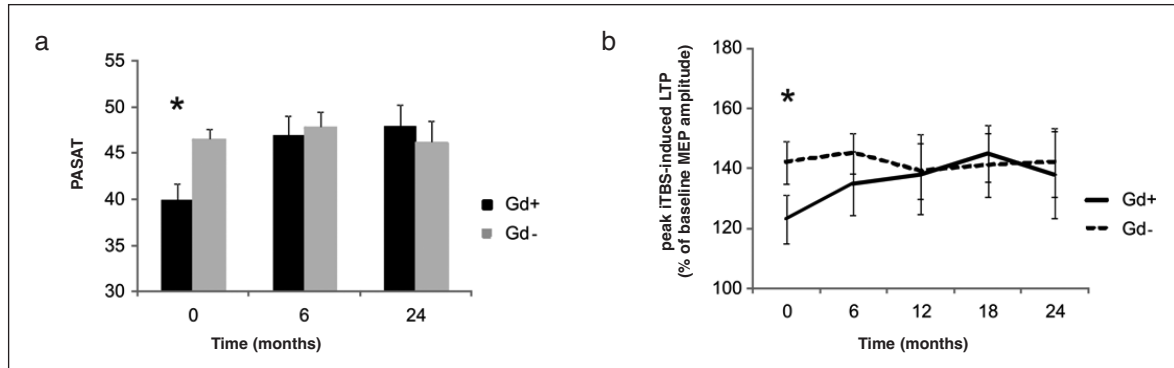 a
55
50
45
40
35
30
PASAT
*
0 6 24
Time (months)
Gd+
Gd-
b
180
160
140
120
100
peak iTBS-induced LTP
(% of baseline MEP amplitude)
*
0 6 12 18 24
Time (months)
Gd+
Gd-